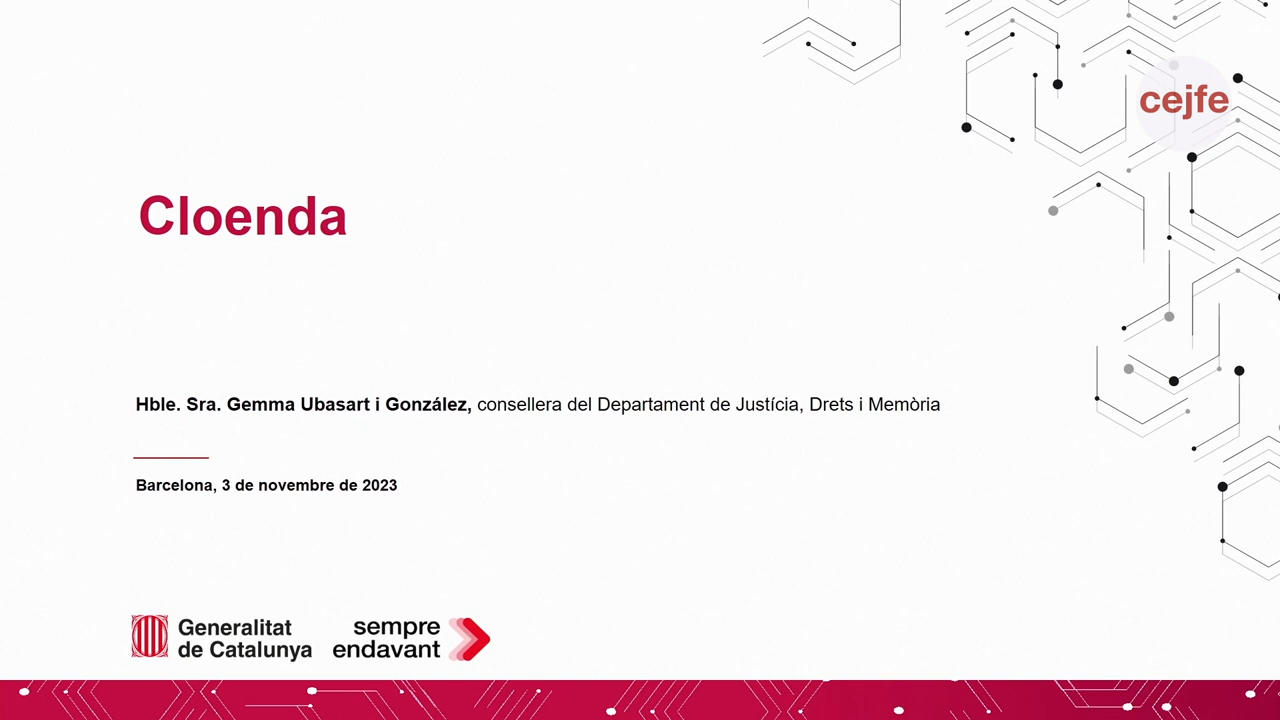 cejfe
Cloenda
Hble. Sra. Gemma Ubasart i González, consellera del Departament de Justícia, Drets i Memòria
Barcelona, 3 de novembre de 2023
Generalitat
de Catalunya
sempre
endavant